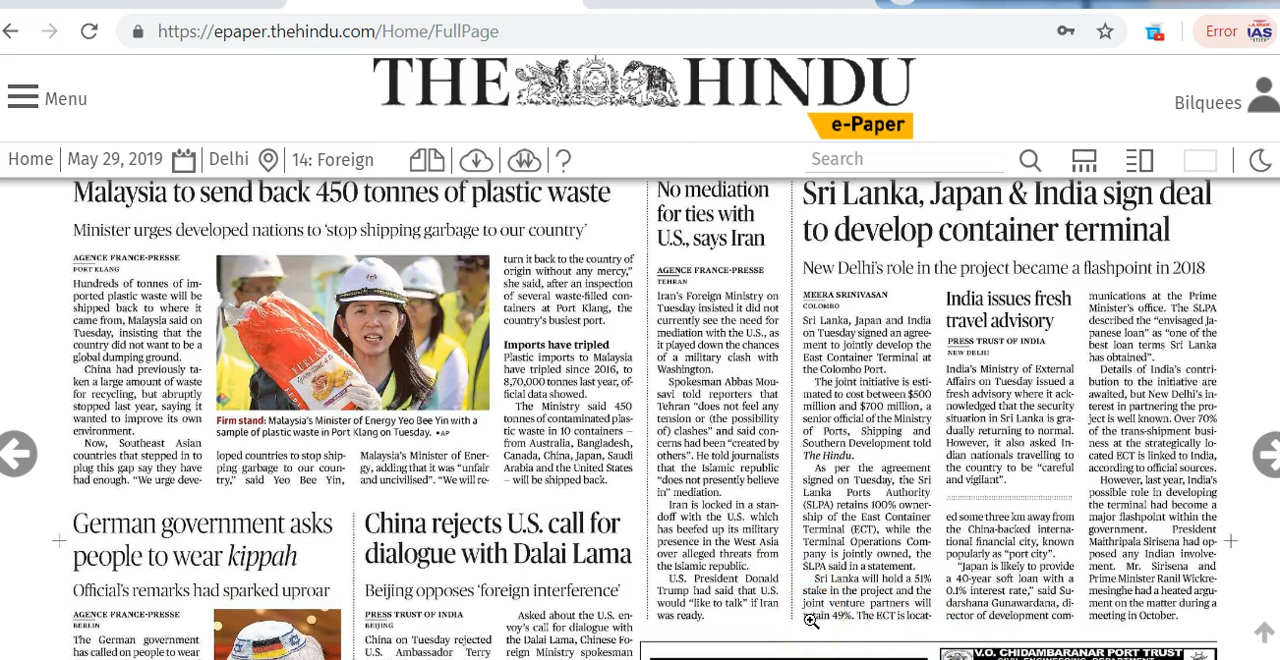 https://epaper.thehindu.com/Home/FullPage
Error
IAS
Menu
THE HINDU
e-Paper
Bilquees
Home
May 29, 2019
Delhi
14: Foreign
?
Search
Malaysia to send back 450 tonnes of plastic waste
Minister urges developed nations to ‘stop shipping garbage to our country’
AGENCE FRANCE-PRESSE
PORT KLANG
Hundreds of tonnes of im-
ported plastic waste will be
shipped back to where it
came from, Malaysia said on
Tuesday, insisting that the
country did not want to be a
global dumping ground.
China had previously ta-
ken a large amount of waste
for recycling, but abruptly
stopped last year, saying it
wanted to improve its own
environment.
Now, Southeast Asian
countries that stepped in to
plug this gap say they have
had enough. “We urge deve-
Firm stand: Malaysia’s Minister of Energy Yeo Bee Yin with a
sample of plastic waste in Port Klang on Tuesday. •AP
loped countries to stop ship-
ping garbage to our coun-
try,” said Yeo Bee Yin,
Malaysia’s Minister of Ener-
gy, adding that it was “unfair
and uncivilised”. “We will re-
turn it back to the country of
origin without any mercy,”
she said, after an inspection
of several waste-filled con-
tainers at Port Klang, the
country’s busiest port.
Imports have tripled
Plastic imports to Malaysia
have tripled since 2016, to
8,70,000 tonnes last year, of-
ficial data showed.
The Ministry said 450
tonnes of contaminated plas-
tic waste in 10 containers —
from Australia, Bangladesh,
Canada, China, Japan, Saudi
Arabia and the United States
— will be shipped back.
No mediation
for ties with
U.S., says Iran
AGENCE FRANCE-PRESSE
TEHRAN
Iran’s Foreign Ministry on
Tuesday insisted it did not
currently see the need for
mediation with the U.S., as
it played down the chances
of a military clash with
Washington.
Spokesman Abbas Mou-
savi told reporters that
Tehran “does not feel any
tension or (the possibility
of) clashes” and said con-
cerns had been “created by
others”. He told journalists
that the Islamic republic
“does not presently believe
in” mediation.
Iran is locked in a stan-
doff with the U.S. which
has beefed up its military
presence in the West Asia
over alleged threats from
the Islamic republic.
U.S. President Donald
Trump had said that U.S.
would “like to talk” if Iran
was ready.
Sri Lanka, Japan & India sign deal
to develop container terminal
New Delhi’s role in the project became a flashpoint in 2018
MEERA SRINIVASAN
COLOMBO
Sri Lanka, Japan and India
on Tuesday signed an agree-
ment to jointly develop the
East Container Terminal at
the Colombo Port.
The joint initiative is esti-
mated to cost between $500
million and $700 million, a
senior official of the Ministry
of Ports, Shipping and
Southern Development told
The Hindu.
As per the agreement
signed on Tuesday, the Sri
Lanka Ports Authority
(SLPA) retains 100% owner-
ship of the East Container
Terminal (ECT), while the
Terminal Operations Com-
pany is jointly owned, the
SLPA said in a statement.
Sri Lanka will hold a 51%
stake in the project and the
joint venture partners will
49%. The ECT is locat-
India issues fresh
travel advisory
PRESS TRUST OF INDIA
NEW DELHI
India’s Ministry of External
Affairs on Tuesday issued a
fresh advisory where it ac-
knowledged that the security
situation in Sri Lanka is gra-
dually returning to normal.
However, it also asked In-
dian nationals travelling to
the country to be “careful
and vigilant”.
ed some three km away from
the China-backed interna-
tional financial city, known
popularly as “port city”.
“Japan is likely to provide
a 40-year soft loan with a
0.1% interest rate,” said Su-
darshana Gunawardana, di-
rector of development com-
munications at the Prime
Minister’s office. The SLPA
described the “envisaged Ja-
panese loan” as “one of the
best loan terms Sri Lanka
has obtained”.
Details of India’s contri-
bution to the initiative are
awaited, but New Delhi’s in-
terest in partnering the pro-
ject is well known. Over 70%
of the trans-shipment busi-
ness at the strategically lo-
cated ECT is linked to India,
according to official sources.
However, last year, India’s
possible role in developing
the terminal had become a
major flashpoint within the
government. President
Maithripala Sirisena had op-
posed any Indian involve-
ment. Mr. Sirisena and
Prime Minister Ranil Wickre-
mesinghe had a heated argu-
ment on the matter during a
meeting in October.
German government asks
people to wear kippah
Official’s remarks had sparked uproar
AGENCE FRANCE-PRESSE
BERLIN
The German government
has called on people to wear
China rejects U.S. call for
dialogue with Dalai Lama
Beijing opposes ‘foreign interference’
PRESS TRUST OF INDIA
BEIJING
China on Tuesday rejected
U.S. Ambassador Terry
Asked about the U.S. en-
voy’s call for dialogue with
the Dalai Lama, Chinese Fo-
reign Ministry spokesman
V.O. CHIDAMBARANAR PORT TRUST